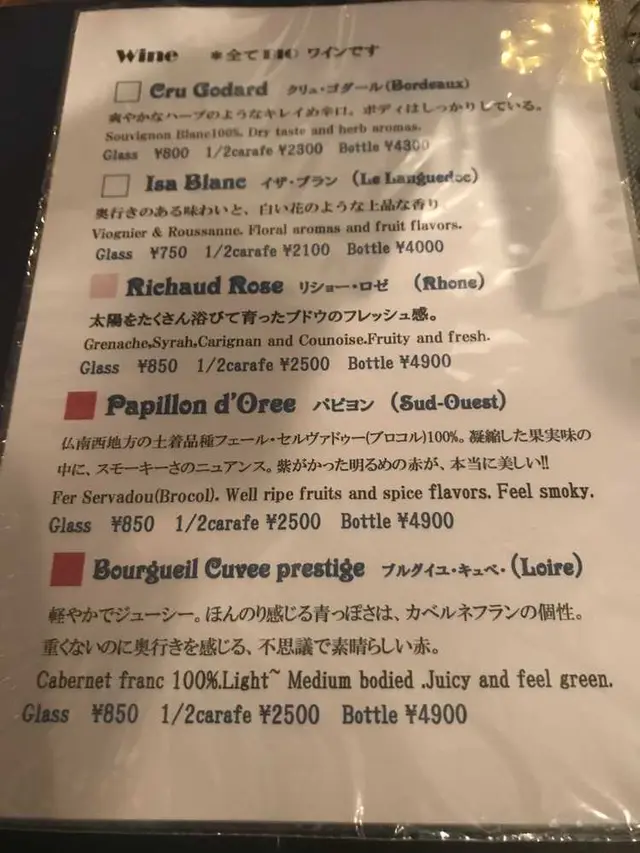 Wine ＊全てBIO ワインです
Cru Godard クリュ・ゴダール(Bordeaux)
爽やかなハーブのようなキレイめ辛口。ボディはしっかりしている。
Souvignon Blanc100%. Dry taste and herb aromas.
Glass ¥800 1/2carafe ¥2300 Bottle ¥4300
Isa Blanc イザ・ブラン (Le Languedoc)
奥行きのある味わいと、白い花のような上品な香り
Viognier & Roussanne. Floral aromas and fruit flavors.
Glass ¥750 1/2carafe ¥2100 Bottle ¥4000
Richaud Rose リショー・ロゼ (Rhone)
太陽をたくさん浴びて育ったブドウのフレッシュ感。
Grenache,Syrah,Carignan and Counoise.Fruity and fresh.
Glass ¥850 1/2carafe ¥2500 Bottle ¥4900
Papillon d'Oree パピヨン (Sud-Ouest)
仏南西地方の土着品種フェール・セルヴァドゥー(ブロコル)100%。凝縮した果実味の
中に、スモーキーさのニュアンス。紫がかった明るめの赤が、本当に美しい!!
Fer Servadou(Brocol). Well ripe fruits and spice flavors. Feel smoky.
Glass ¥850 1/2carafe ¥2500 Bottle ¥4900
Bourgueil Cuvee prestige ブルグイユ・キュベ・(Loire)
軽やかでジューシー。ほんのり感じる青っぽさは、カベルネフランの個性。
重くないのに奥行きを感じる、不思議で素晴らしい赤。
Cabernet franc 100%.Light~ Medium bodied .Juicy and feel green.
Glass ¥850 1/2carafe ¥2500 Bottle ¥4900